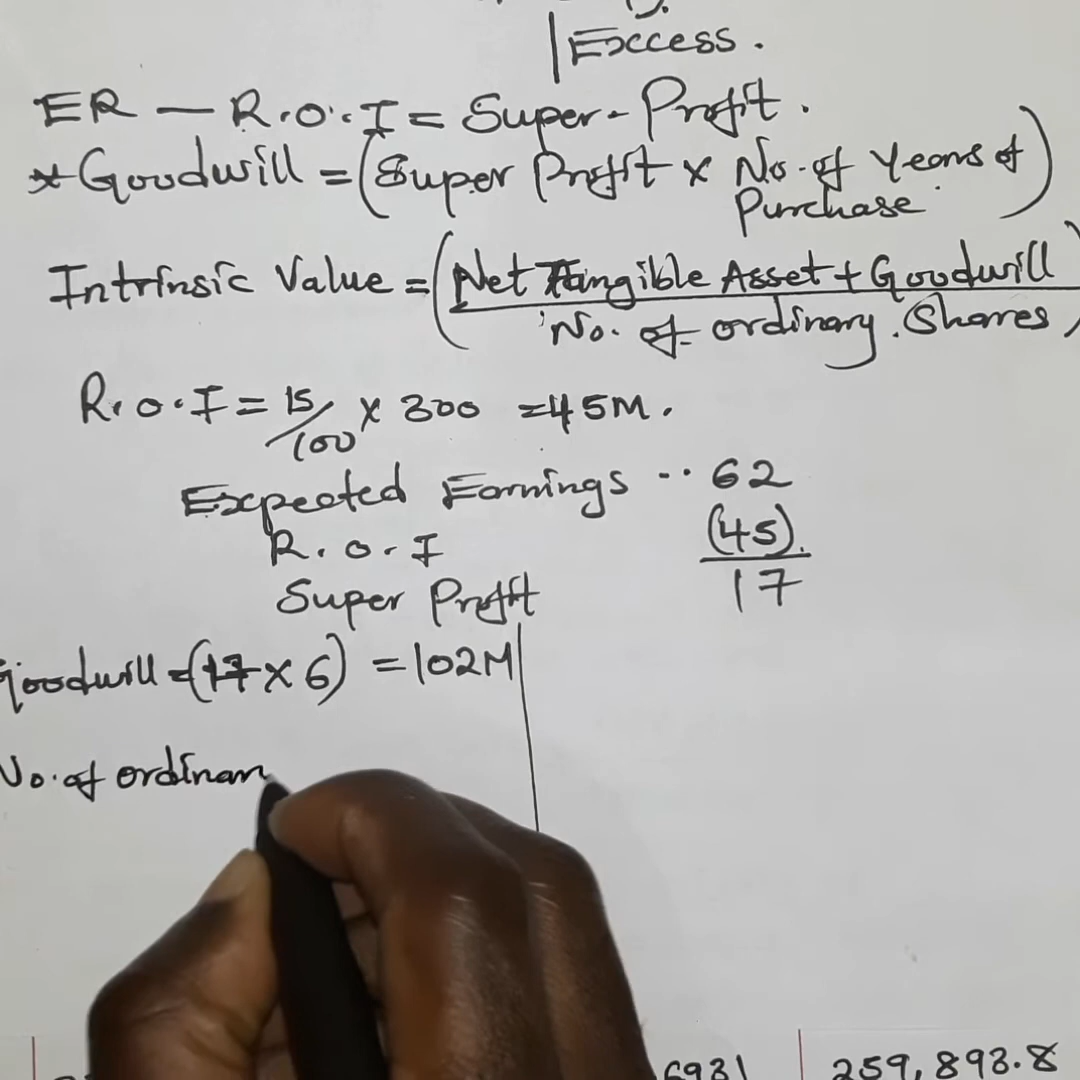 Excess.
ER — R.O.I = Super-Profit.
*Goodwill = (Super Profit x No. of Years of
Purchase)
Intrinsic Value = (Net Tangible Asset + Goodwill
No. of ordinary Shares)
R.O.I = 15/100 x 300 = 45M.
Expected Earnings .. 62
R.O.I (45).
Super Profit 17
Goodwill = (17 x 6) = 102M
No. of ordinar
6931 259,893.8